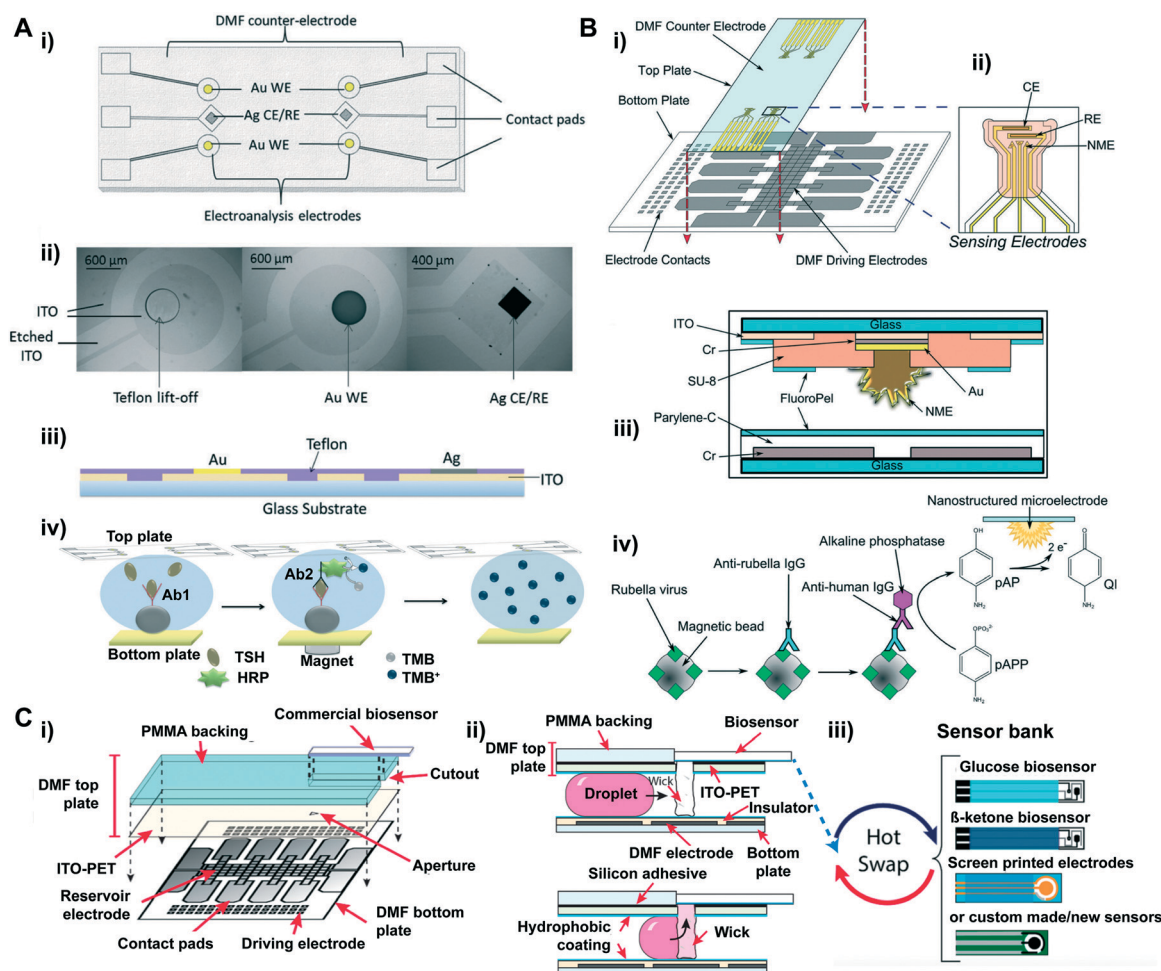 A
i)
DMF counter-electrode
Au WE
Ag CE/RE
Au WE
Contact pads
Electroanalysis electrodes
ii)
600 µm
600 µm
400 µm
ITO
Etched
ITO
Teflon lift-off
Au WE
Ag CE/RE
iii)
Teflon
Au
Ag
ITO
Glass Substrate
iv)
Top plate
Ab1
Ab2
Bottom plate
Magnet
TSH
HRP
TMB
TMB⁺
B
i)
DMF Counter Electrode
Top Plate
Bottom Plate
Electrode Contacts
DMF Driving Electrodes
ii)
CE
RE
NME
Sensing Electrodes
iii)
Glass
ITO
Cr
SU-8
Au
FluoroPel
NME
Parylene-C
Cr
Glass
iv)
Nanostructured microelectrode
Alkaline phosphatase
Anti-rubella IgG
Anti-human IgG
Rubella virus
Magnetic bead
OH
pAP
NH₂
2 e⁻
O
QI
NH₂
OPO₃²⁻
pAPP
NH₂
C
i)
Commercial biosensor
PMMA backing
DMF top
plate
Cutout
ITO-PET
Aperture
Reservoir
electrode
Contact pads
Driving electrode
DMF bottom
plate
ii)
PMMA backing
Biosensor
DMF top
plate
Droplet
Wick
ITO-PET
Insulator
DMF electrode
Bottom
plate
Silicon adhesive
Hydrophobic
coating
Wick
iii)
Sensor bank
Hot
Swap
Glucose biosensor
ß-ketone biosensor
Screen printed electrodes
or custom made/new sensors